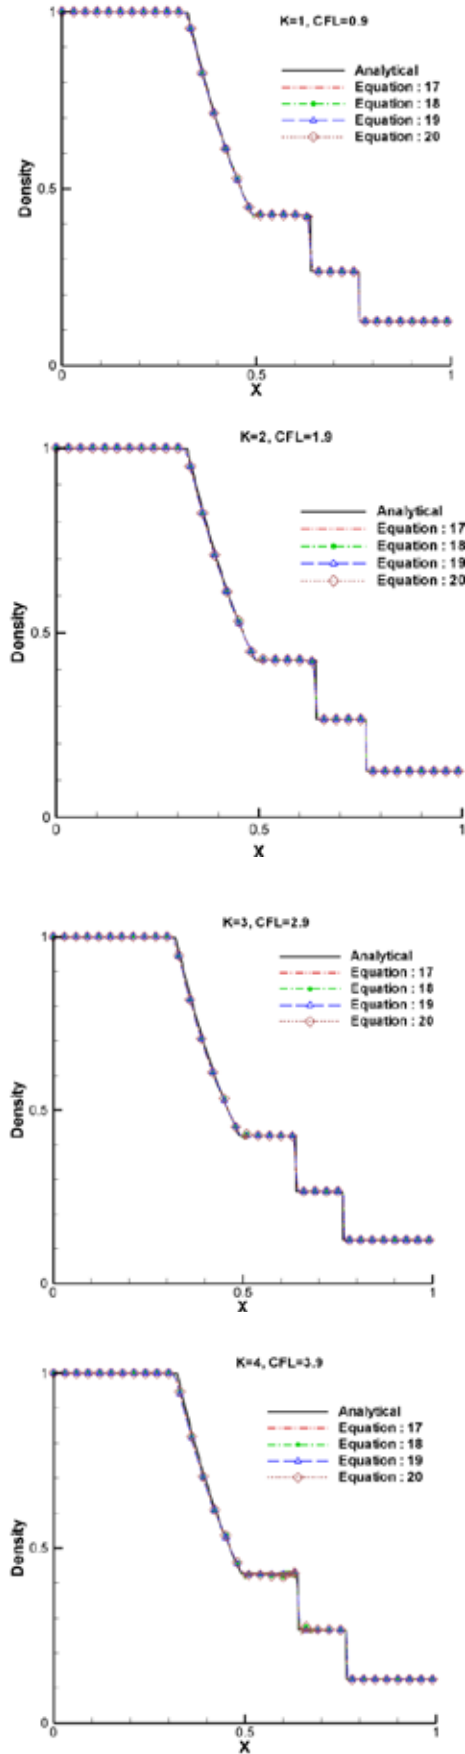 K=1, CFL=0.9
1
Analytical
Equation : 17
Equation : 18
Equation : 19
Equation : 20
Density
0.5
0
0
0.5
1
X
K=2, CFL=1.9
1
Analytical
Equation : 17
Equation : 18
Equation : 19
Equation : 20
Density
0.5
0
0
0.5
1
X
K=3, CFL=2.9
1
Analytical
Equation : 17
Equation : 18
Equation : 19
Equation : 20
Density
0.5
0
0
0.5
1
X
K=4, CFL=3.9
1
Analytical
Equation : 17
Equation : 18
Equation : 19
Equation : 20
Density
0.5
0
0
0.5
1
X